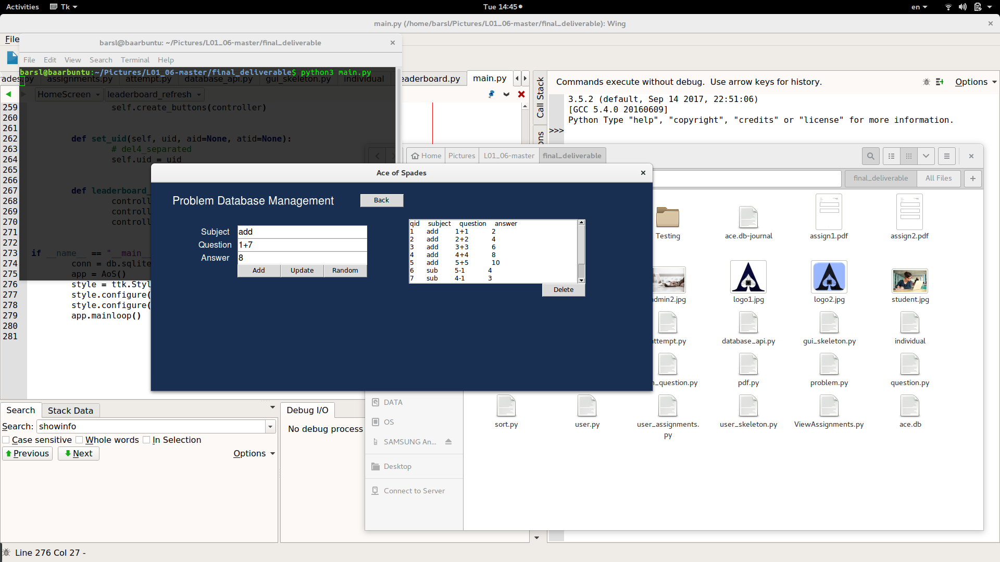 Activities Tk Tue 14:45 en
main.py (/home/barsl/Pictures/L01_06-master/final_deliverable): Wing
File
barsl@baarbuntu: ~/Pictures/L01_06-master/final_deliverable
File Edit View Search Terminal Help
barsl@baarbuntu:~/Pictures/L01_06-master/final_deliverable$ python3 main.py
rades.py assignments.py attempt.py database_api.py gui_skeleton.py individual eaderboard.py main.py
HomeScreen leaderboard_refresh
259 self.create_buttons(controller)
260
261
262 def set_uid(self, uid, aid=None, atid=None):
263 # del4_separated
264 self.uid = uid
265
266
267 def leaderboard_
268 control
269 control
270 control
271
272
273 if __name__ == "__main__
274 conn = db.sqlite
275 app = AoS()
276 style = ttk.Styl
277 style.configure(
278 style.configure(
279 app.mainloop()
280
281
Call Stack
ons
Commands execute without debug. Use arrow keys for history.
Options
3.5.2 (default, Sep 14 2017, 22:51:06)
[GCC 5.4.0 20160609]
Python Type "help", "copyright", "credits" or "license" for more information.
>>>
Home Pictures L01_06-master final_deliverable
final_deliverable All Files
Ace of Spades
Problem Database Management
Back
Subject add
Question 1+7
Answer 8
Add Update Random
qid subject question answer
1 add 1+1 2
2 add 2+2 4
3 add 3+3 6
4 add 4+4 8
5 add 5+5 10
6 sub 5-1 4
7 sub 4-1 3
Delete
Testing ace.db-journal assign1.pdf assign2.pdf
dmin2.jpg logo1.jpg logo2.jpg student.jpg
ttempt.py database_api.py gui_skeleton.py individual
_question.py pdf.py problem.py question.py
sort.py user.py user_assignments.py user_skeleton.py ViewAssignments.py ace.db
DATA
OS
SAMSUNG An...
Desktop
Connect to Server
Search Stack Data
Search: showinfo
Case sensitive Whole words In Selection
Previous Next Options
Debug I/O
No debug process
Line 276 Col 27 -